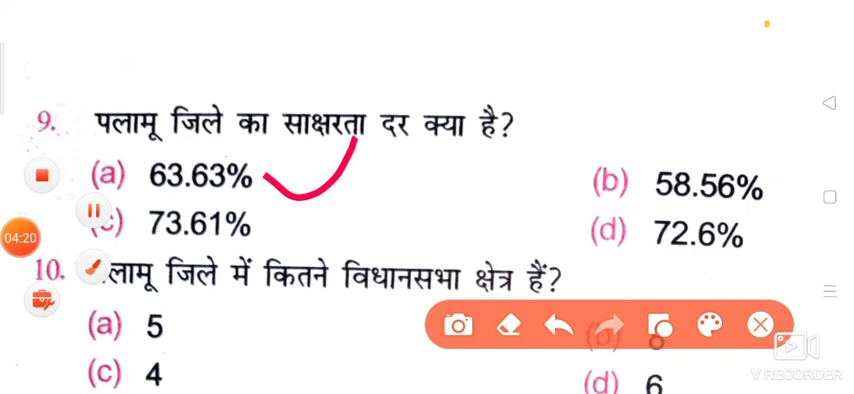 9. पलामू जिले का साक्षरता दर क्या है?
(a) 63.63% (b) 58.56%
(c) 73.61% (d) 72.6%
04:20
10. पलामू जिले में कितने विधानसभा क्षेत्र हैं?
(a) 5 (b)
(c) 4 (d) 6
V RECORDER